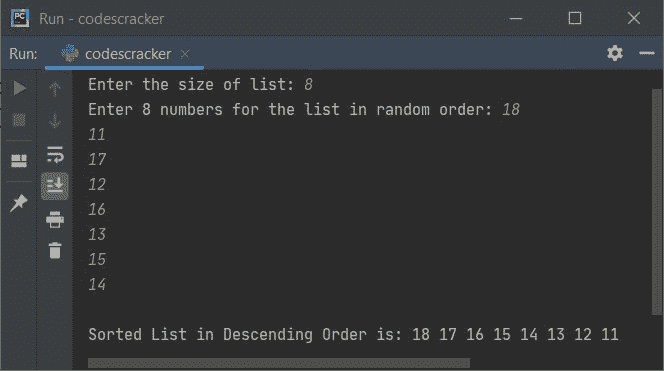 PC
Run - codescracker
Run: codescracker
Enter the size of list: 8
Enter 8 numbers for the list in random order: 18
11
17
12
16
13
15
14
Sorted List in Descending Order is: 18 17 16 15 14 13 12 11